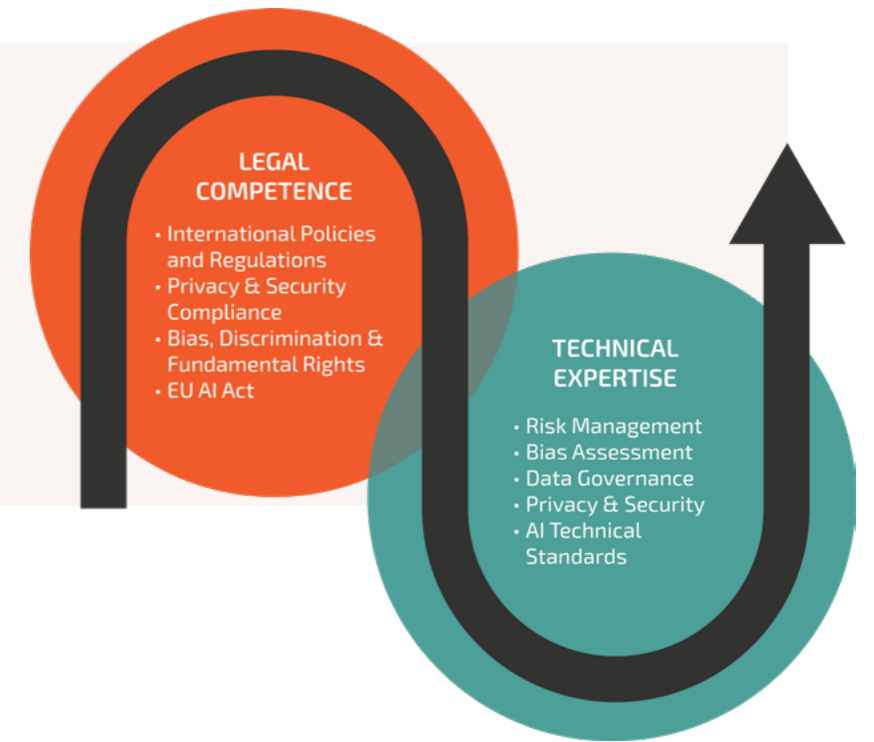 LEGAL
COMPETENCE
• International Policies
and Regulations
• Privacy & Security
Compliance
• Bias, Discrimination &
Fundamental Rights
• EU AI Act
TECHNICAL
EXPERTISE
• Risk Management
• Bias Assessment
• Data Governance
• Privacy & Security
• AI Technical
Standards